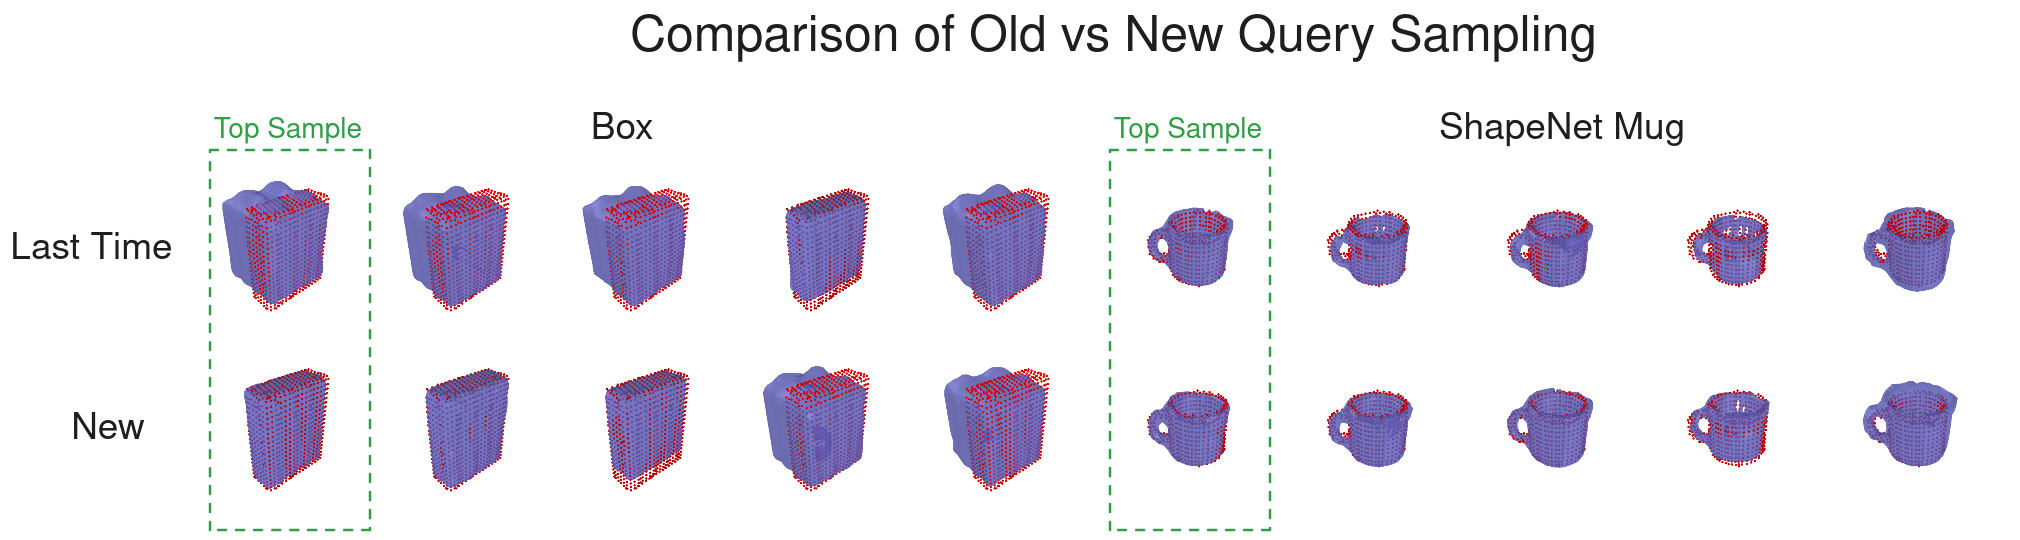 Comparison of Old vs New Query Sampling
Top Sample
Box
Top Sample
ShapeNet Mug
Last Time
New